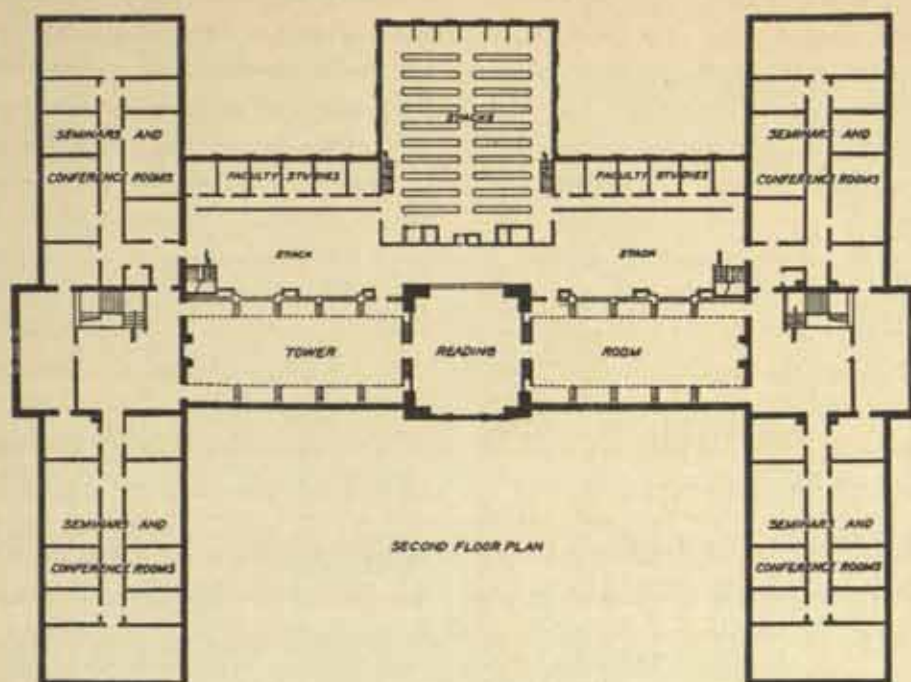 STACKS
SEMINARS AND
CONFERENCE ROOMS
SEMINARS AND
CONFERENCE ROOMS
FACULTY STUDIES
FACULTY STUDIES
STACK
STACK
TOWER READING ROOM
SECOND FLOOR PLAN
SEMINARS AND
CONFERENCE ROOMS
SEMINARS AND
CONFERENCE ROOMS